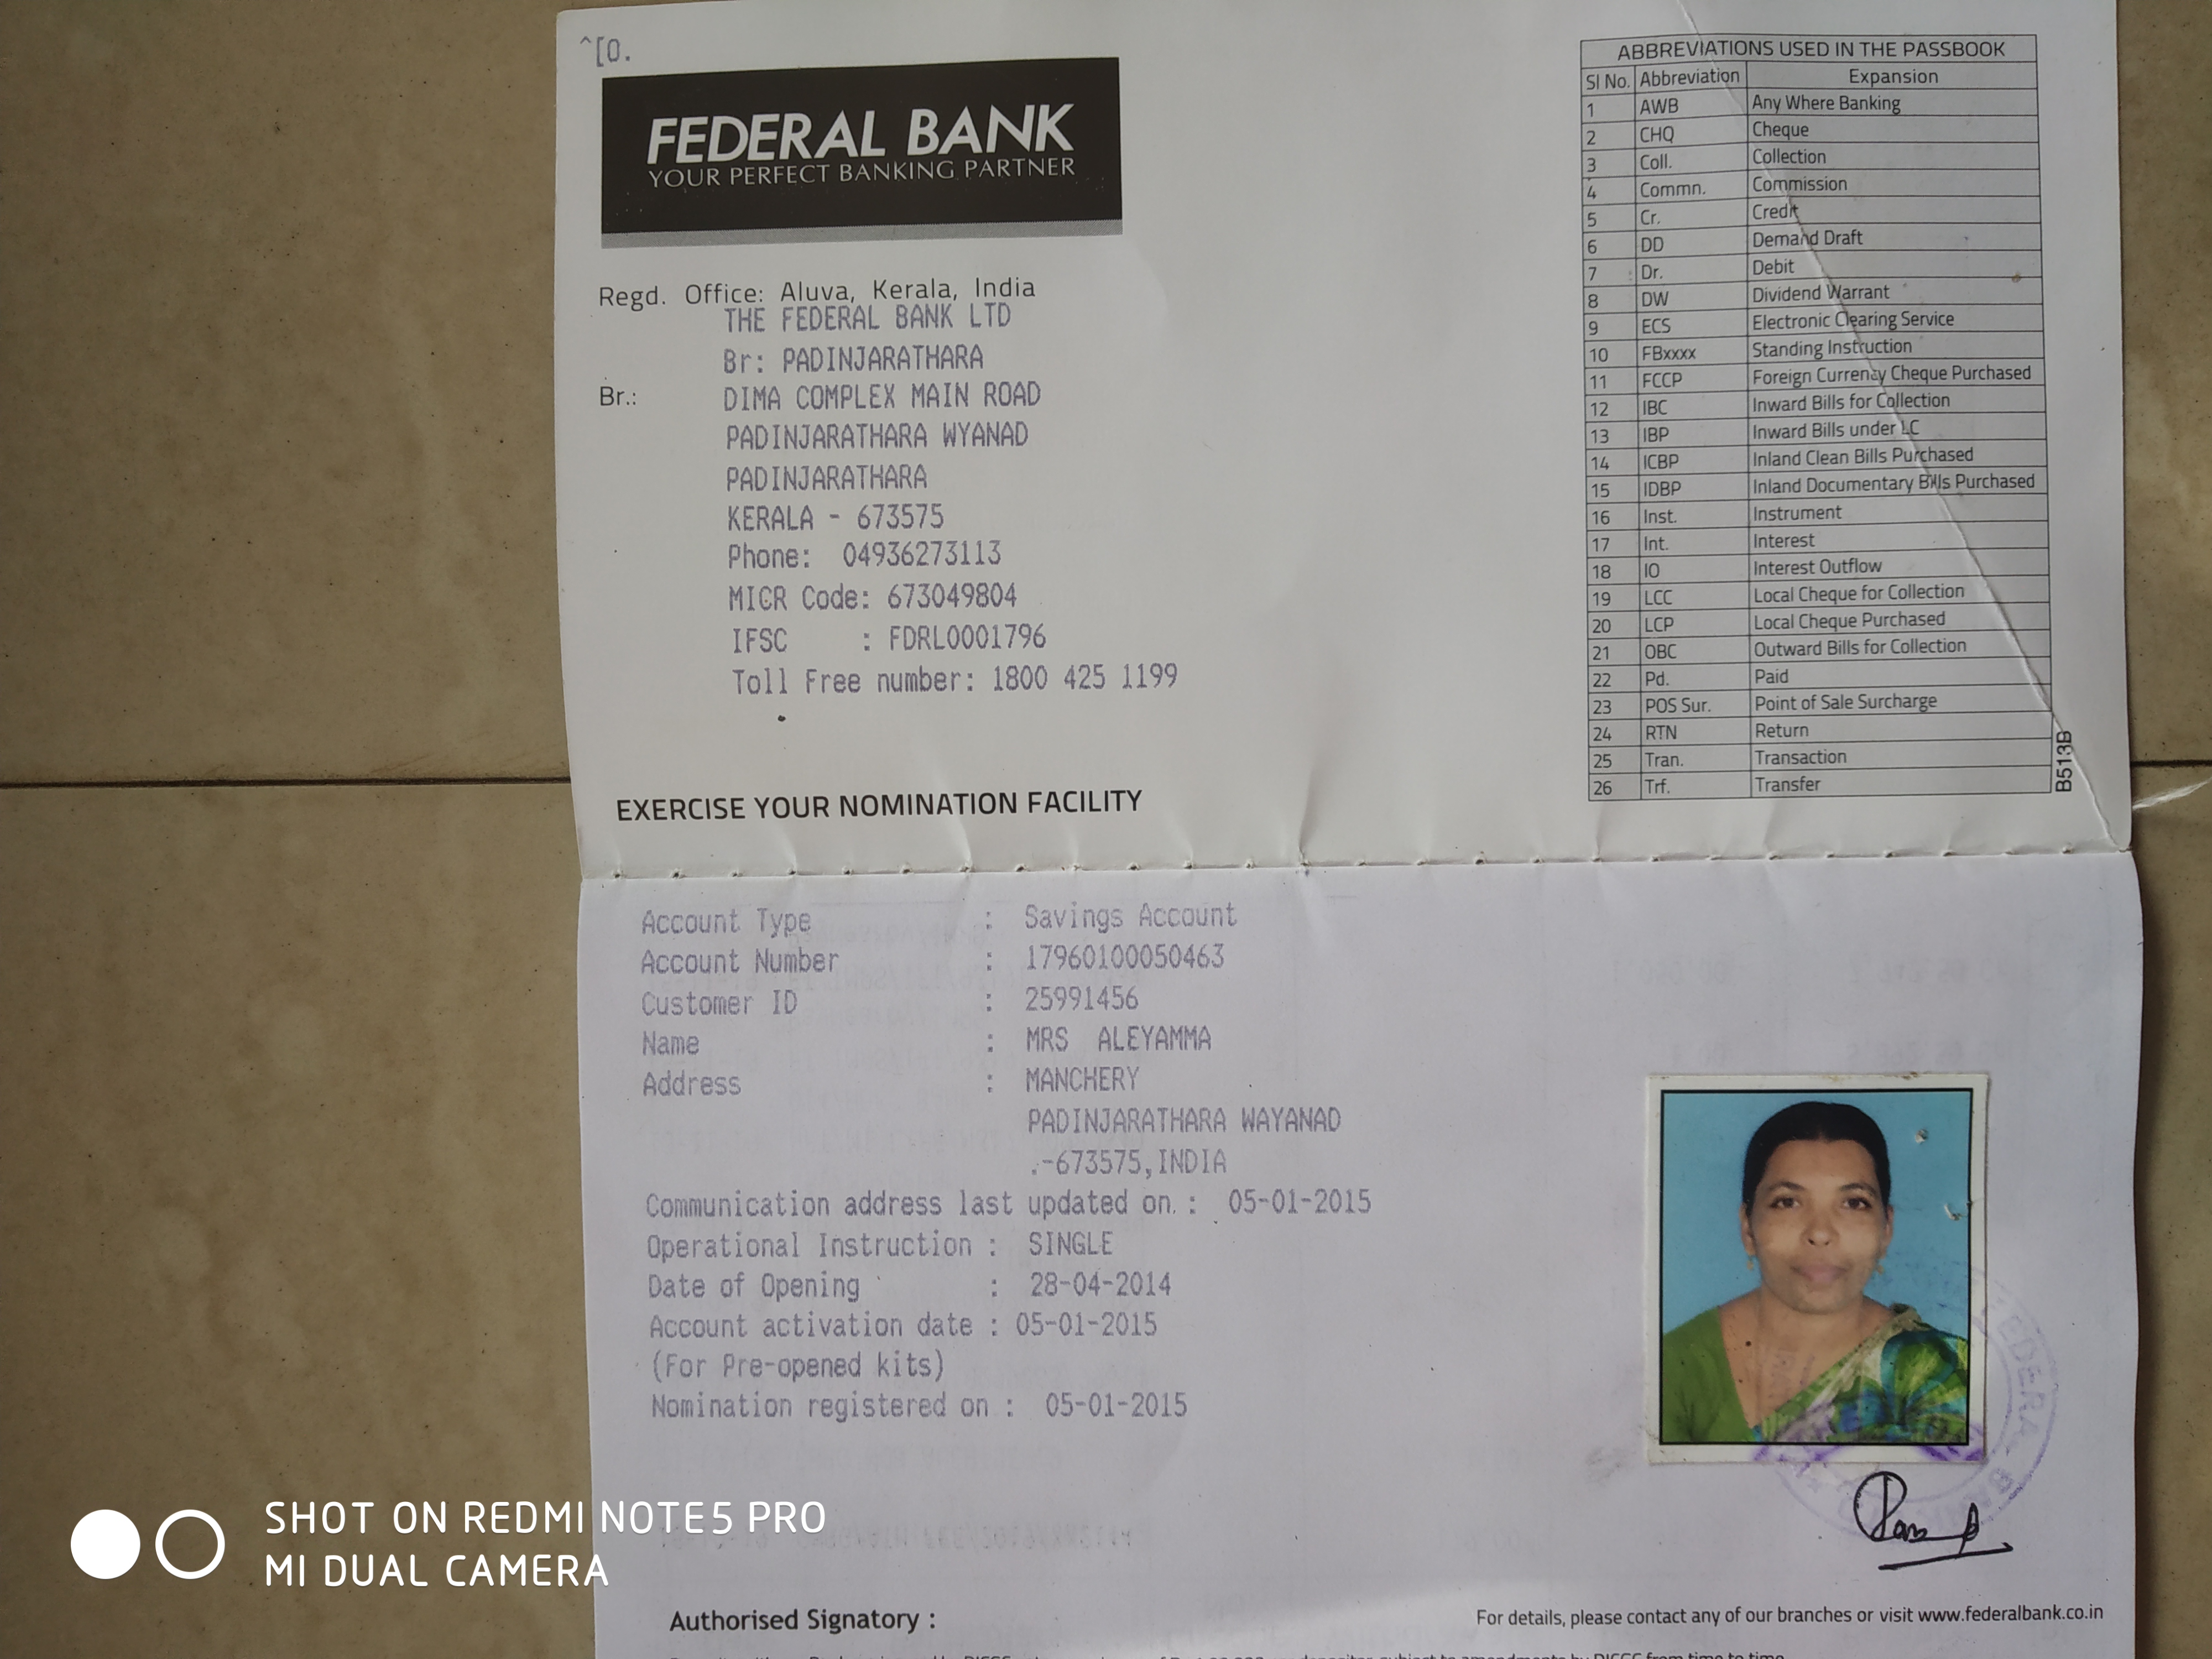 ^[0.
FEDERAL BANK
YOUR PERFECT BANKING PARTNER
Regd. Office: Aluva, Kerala, India
THE FEDERAL BANK LTD
Br: PADINJARATHARA
Br.: DIMA COMPLEX MAIN ROAD
PADINJARATHARA WYANAD
PADINJARATHARA
KERALA - 673575
Phone: 04936273113
MICR Code: 673049804
IFSC : FDRL0001796
Toll Free number: 1800 425 1199
EXERCISE YOUR NOMINATION FACILITY
ABBREVIATIONS USED IN THE PASSBOOK
Sl No. Abbreviation Expansion
1 AWB Any Where Banking
2 CHQ Cheque
3 Coll. Collection
4 Commn. Commission
5 Cr. Credit
6 DD Demand Draft
7 Dr. Debit
8 DW Dividend Warrant
9 ECS Electronic Clearing Service
10 FBxxxx Standing Instruction
11 FCCP Foreign Currency Cheque Purchased
12 IBC Inward Bills for Collection
13 IBP Inward Bills under LC
14 ICBP Inland Clean Bills Purchased
15 IDBP Inland Documentary Bills Purchased
16 Inst. Instrument
17 Int. Interest
18 IO Interest Outflow
19 LCC Local Cheque for Collection
20 LCP Local Cheque Purchased
21 OBC Outward Bills for Collection
22 Pd. Paid
23 POS Sur. Point of Sale Surcharge
24 RTN Return
25 Tran. Transaction
26 Trf. Transfer
B513B
Account Type : Savings Account
Account Number : 17960100050463
Customer ID : 25991456
Name : MRS ALEYAMMA
Address : MANCHERY
PADINJARATHARA WAYANAD
.-673575,INDIA
Communication address last updated on. : 05-01-2015
Operational Instruction : SINGLE
Date of Opening : 28-04-2014
Account activation date : 05-01-2015
(For Pre-opened kits)
Nomination registered on : 05-01-2015
FEDERAL BANK
Authorised Signatory :
For details, please contact any of our branches or visit www.federalbank.co.in
SHOT ON REDMI NOTE5 PRO
MI DUAL CAMERA